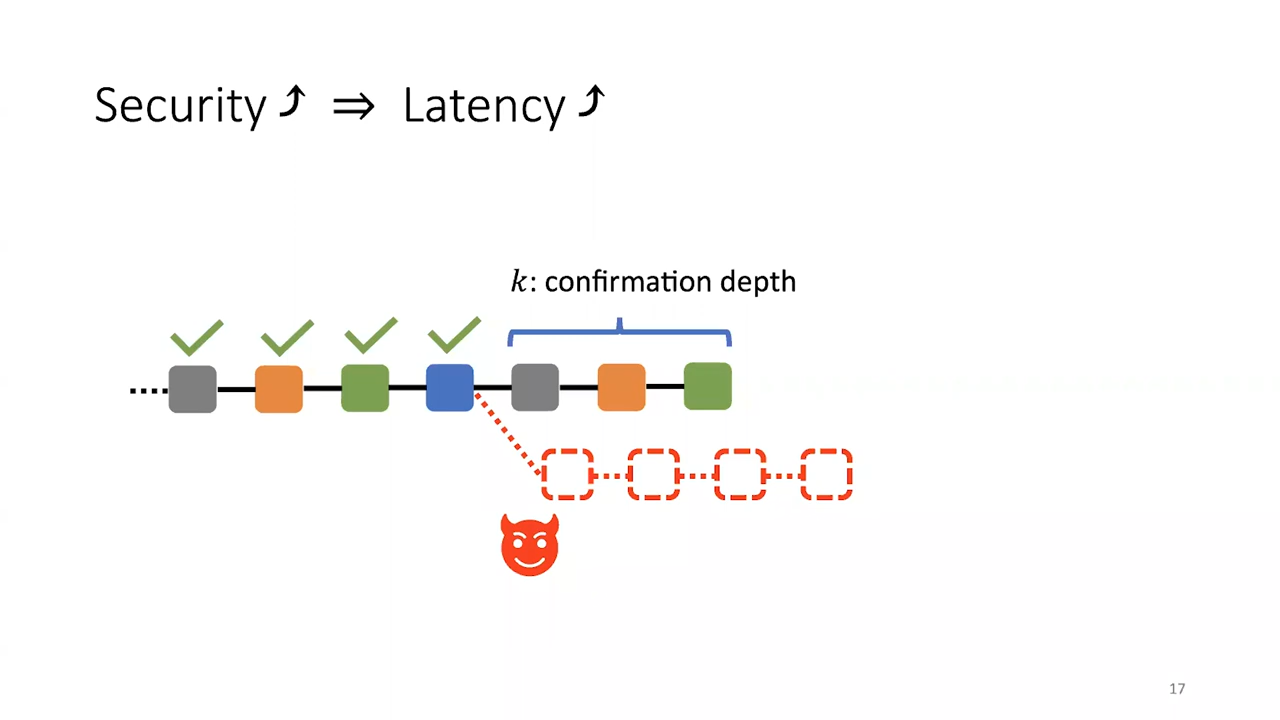 Security ⤴ ⇒ Latency ⤴
k: confirmation depth
17